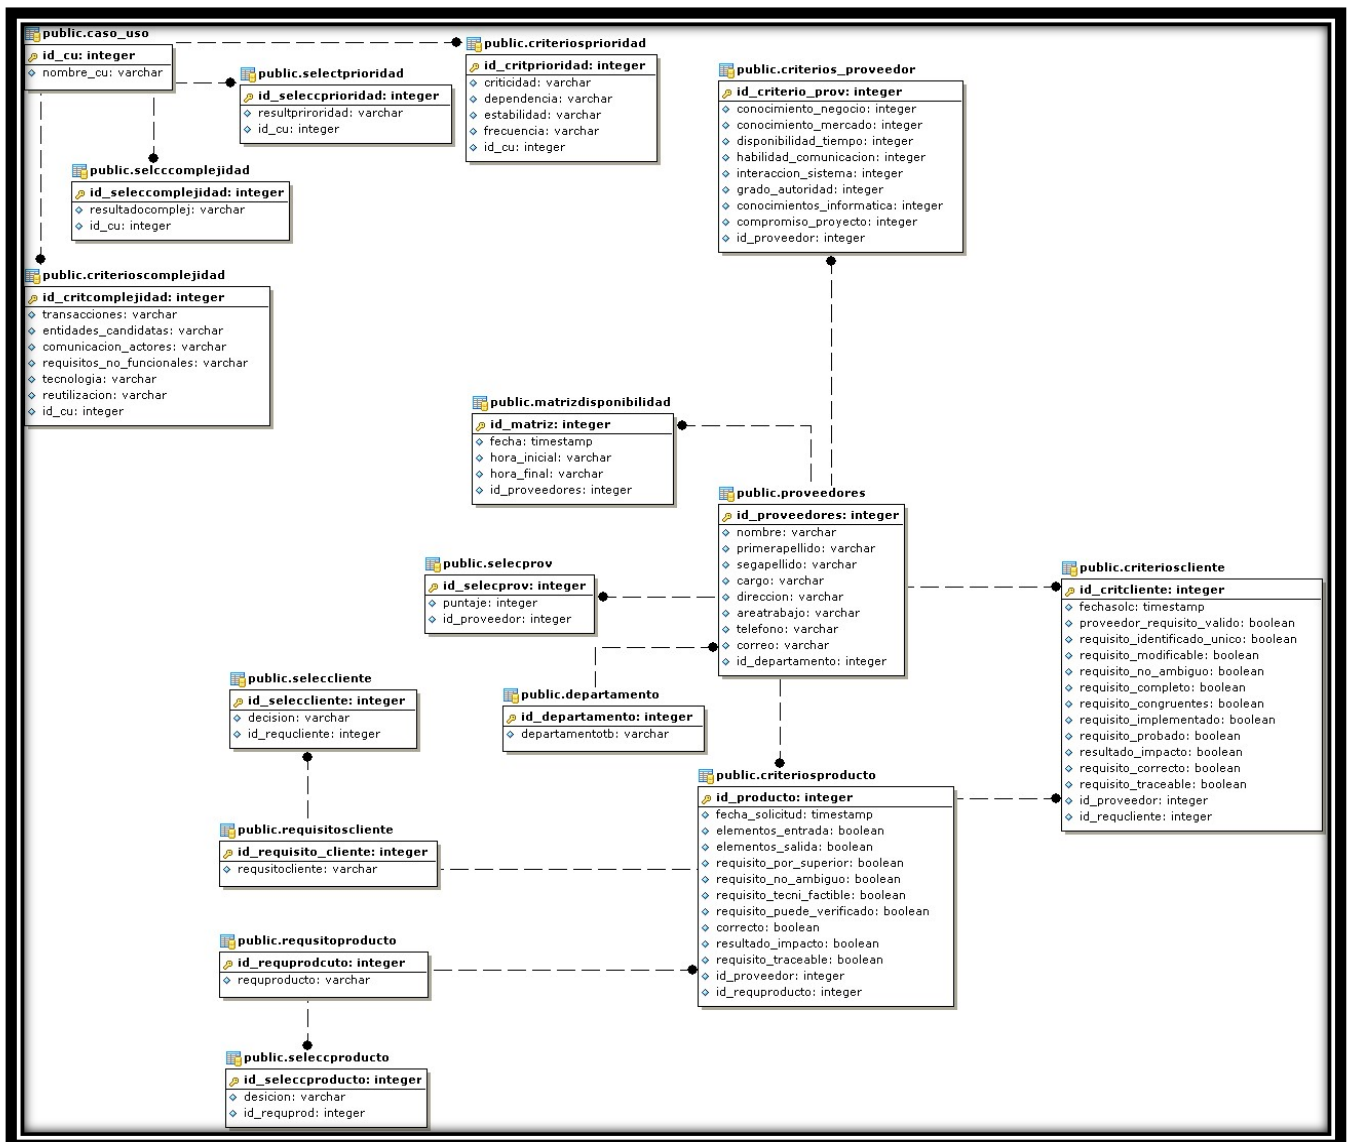 public.caso_uso
id_cu: integer
nombre_cu: varchar
public.criteriosprioridad
id_critprioridad: integer
criticidad: varchar
dependencia: varchar
estabilidad: varchar
frecuencia: varchar
id_cu: integer
public.selectprioridad
id_seleccprioridad: integer
resultpriroridad: varchar
id_cu: integer
public.criterios_proveedor
id_criterio_prov: integer
conocimiento_negocio: integer
conocimiento_mercado: integer
disponibilidad_tiempo: integer
habilidad_comunicacion: integer
interaccion_sistema: integer
grado_autoridad: integer
conocimientos_informatica: integer
compromiso_proyecto: integer
id_proveedor: integer
public.selcccomplejidad
id_seleccomplejidad: integer
resultadocomplej: varchar
id_cu: integer
public.criterioscomplejidad
id_critcomplejidad: integer
transacciones: varchar
entidades_candidatas: varchar
comunicacion_actores: varchar
requisitos_no_funcionales: varchar
tecnologia: varchar
reutilizacion: varchar
id_cu: integer
public.matrizdisponibilidad
id_matriz: integer
fecha: timestamp
hora_inicial: varchar
hora_final: varchar
id_proveedores: integer
public.proveedores
id_proveedores: integer
nombre: varchar
primerapellido: varchar
segapellido: varchar
cargo: varchar
direccion: varchar
areatrabajo: varchar
telefono: varchar
correo: varchar
id_departamento: integer
public.selecprov
id_selecprov: integer
puntaje: integer
id_proveedor: integer
public.criterioscliente
id_critcliente: integer
fechasolc: timestamp
proveedor_requisito_valido: boolean
requisito_identificado_unico: boolean
requisito_modificable: boolean
requisito_no_ambiguo: boolean
requisito_completo: boolean
requisito_congruentes: boolean
requisito_implementado: boolean
requisito_probado: boolean
resultado_impacto: boolean
requisito_correcto: boolean
requisito_traceable: boolean
id_proveedor: integer
id_requcliente: integer
public.seleccliente
id_seleccliente: integer
decision: varchar
id_requcliente: integer
public.departamento
id_departamento: integer
departamentotb: varchar
public.criteriosproducto
id_producto: integer
fecha_solicitud: timestamp
elementos_entrada: boolean
elementos_salida: boolean
requisito_por_superior: boolean
requisito_no_ambiguo: boolean
requisito_tecni_factible: boolean
requisito_puede_verificado: boolean
correcto: boolean
resultado_impacto: boolean
requisito_traceable: boolean
id_proveedor: integer
id_requproducto: integer
public.requisitoscliente
id_requisito_cliente: integer
requsitocliente: varchar
public.requsitoproducto
id_requprodcuto: integer
requproducto: varchar
public.seleccproducto
id_seleccproducto: integer
desicion: varchar
id_requprod: integer